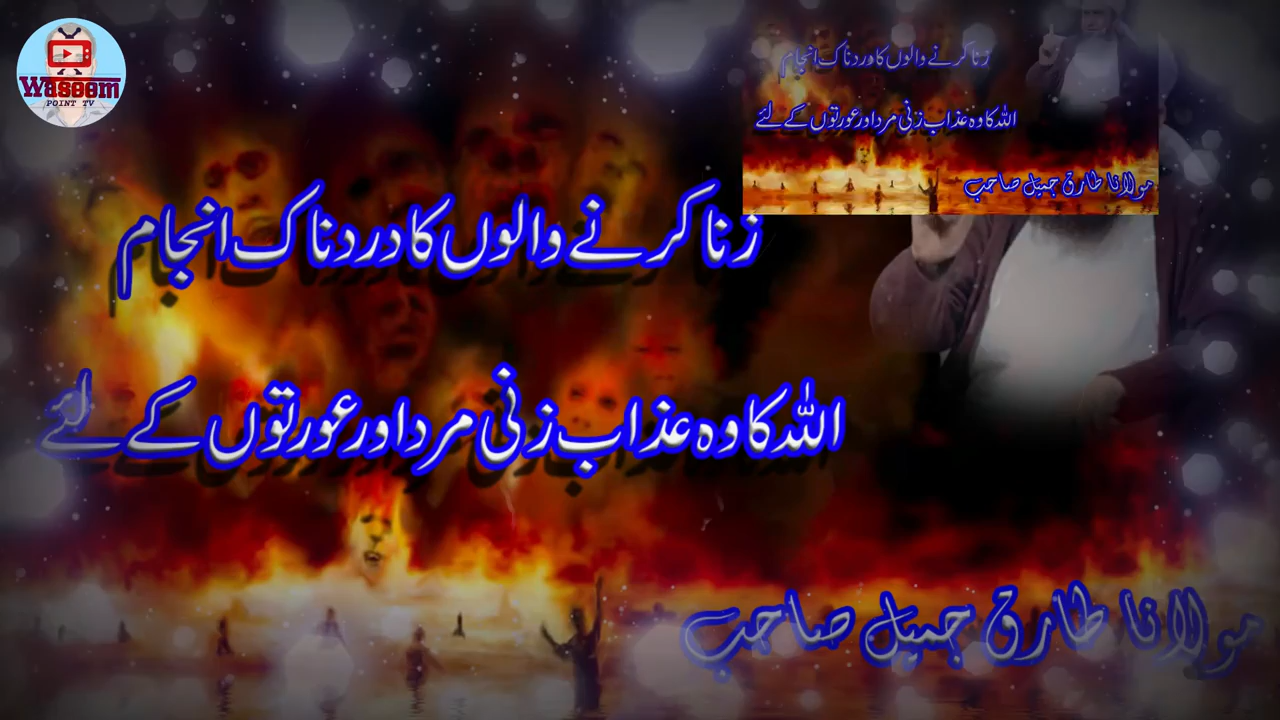 Waseem
POINT TV
زنا کرنے والوں کا دردناک انجام
اللہ کا وہ عذاب زنی مرد اور عورتوں کے لئے
مولانا طارق جمیل صاحب
زنا کرنے والوں کا دردناک انجام
اللہ کا وہ عذاب زنی مرد اور عورتوں کے لئے
مولانا طارق جمیل صاحب